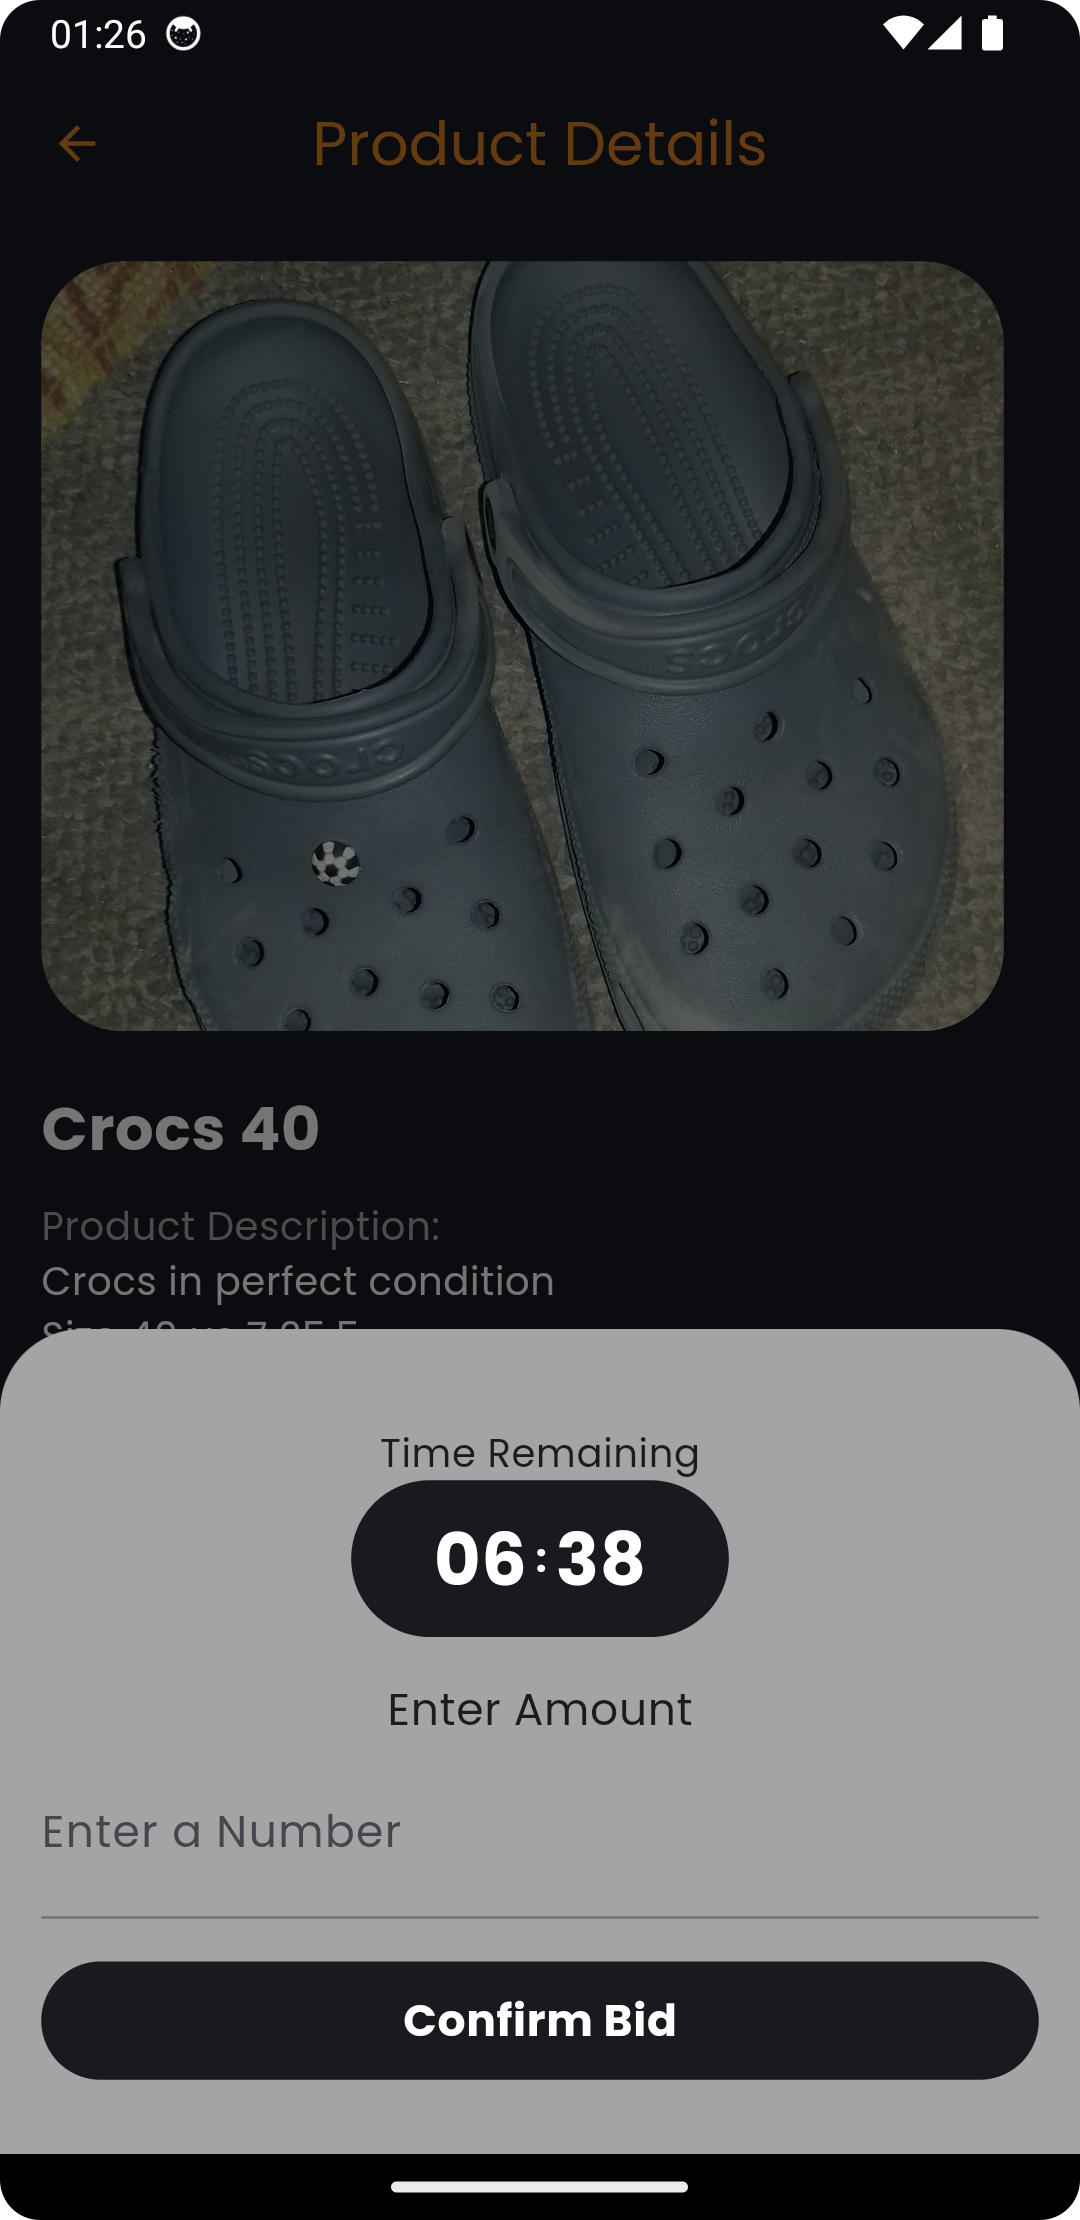 01:26
Product Details
crocs
crocs
Crocs 40
Product Description:
Crocs in perfect condition
Time Remaining
06:38
Enter Amount
Enter a Number
Confirm Bid